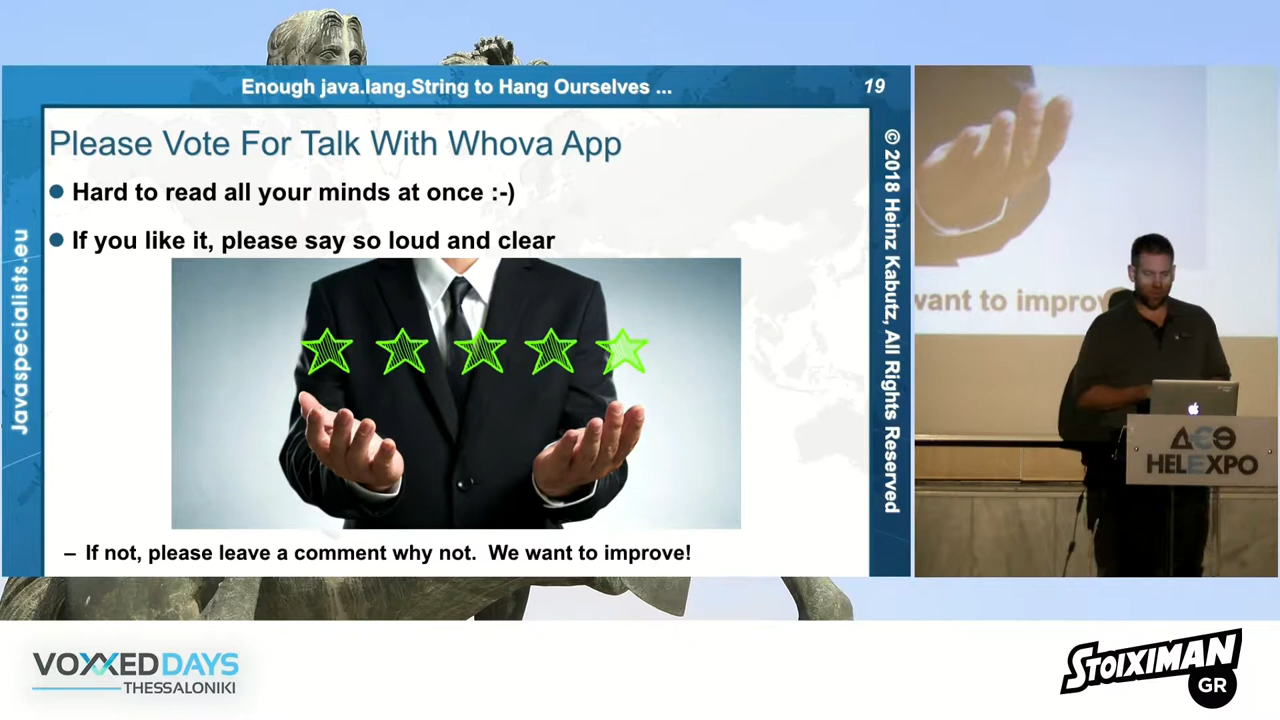 Enough java.lang.String to Hang Ourselves ...
19
Please Vote For Talk With Whova App
Hard to read all your minds at once :-)
If you like it, please say so loud and clear
– If not, please leave a comment why not. We want to improve!
Javaspecialists.eu
© 2018 Heinz Kabutz, All Rights Reserved
want to improv
ΔΕΘ
HELEXPO
VOXXED DAYS
THESSALONIKI
STOIXIMAN
GR